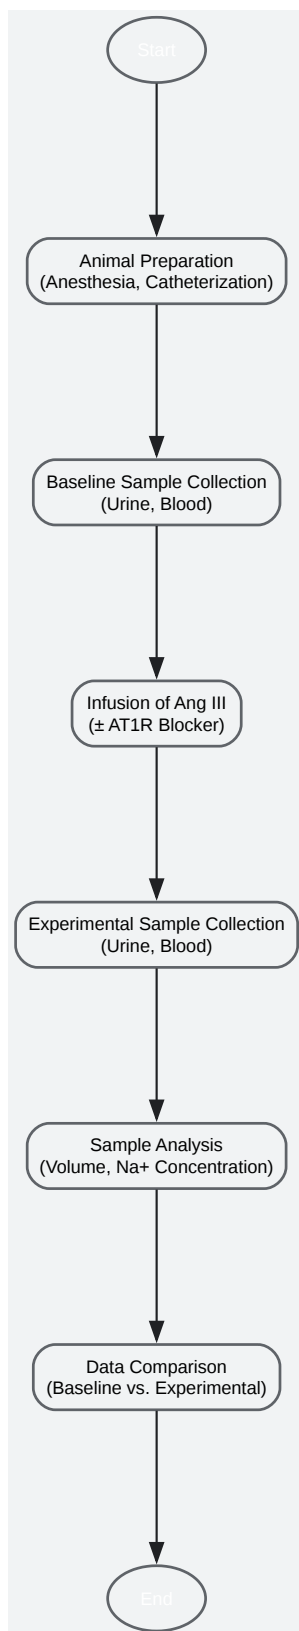 Start
Animal Preparation
(Anesthesia, Catheterization)
Baseline Sample Collection
(Urine, Blood)
Infusion of Ang III
(± AT1R Blocker)
Experimental Sample Collection
(Urine, Blood)
Sample Analysis
(Volume, Na+ Concentration)
Data Comparison
(Baseline vs. Experimental)
End